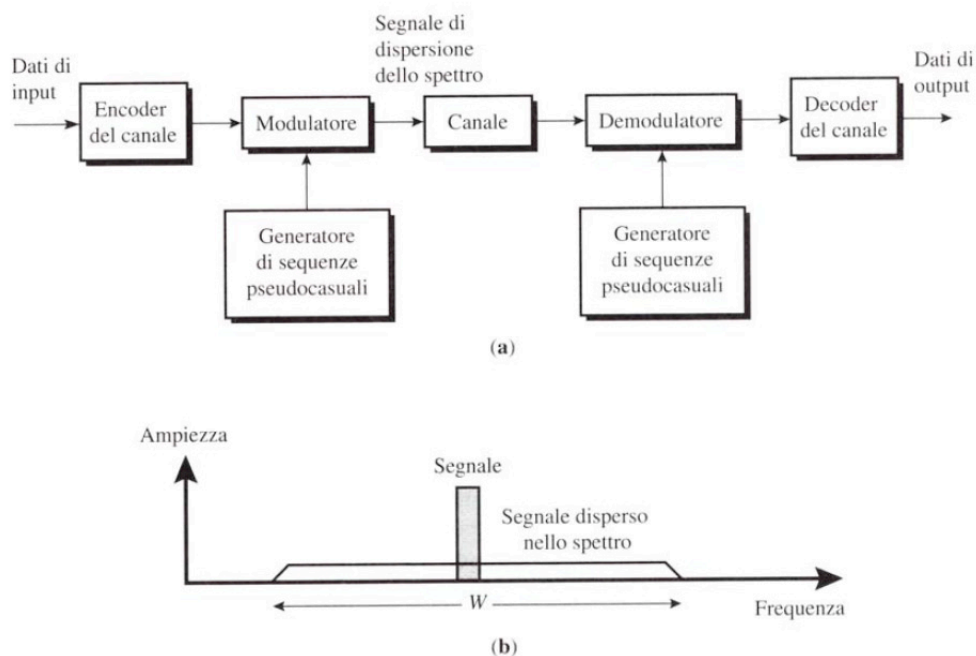 Dati di
input
Encoder
del canale
Modulatore
Segnale di
dispersione
dello spettro
Canale
Demodulatore
Decoder
del canale
Dati di
output
Generatore
di sequenze
pseudocasuali
Generatore
di sequenze
pseudocasuali
(a)
Ampiezza
Segnale
Segnale disperso
nello spettro
W
Frequenza
(b)